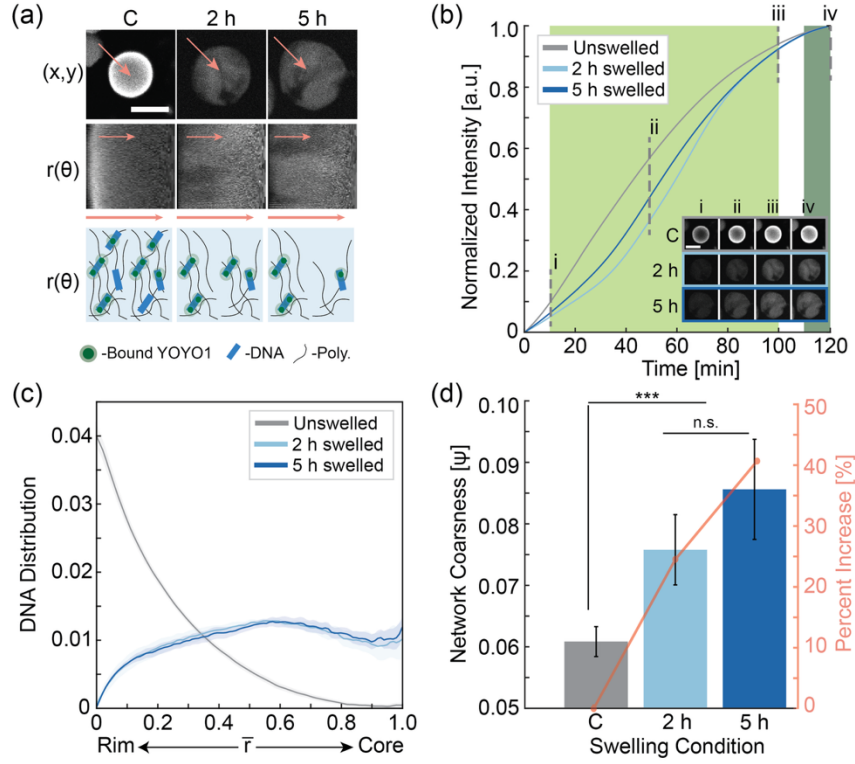 (a)
C 2 h 5 h
(x,y)
r(θ)
r(θ)
-Bound YOYO1 -DNA -Poly.
(b)
Normalized Intensity [a.u.]
1.0
0.8
0.6
0.4
0.2
0
0 20 40 60 80 100 120
Time [min]
Unswelled
2 h swelled
5 h swelled
i
ii
iii
iv
i ii iii iv
C
2 h
5 h
(c)
DNA Distribution
0.04
0.03
0.02
0.01
0
0 0.2 0.4 0.6 0.8 1.0
Rim r̅ Core
Unswelled
2 h swelled
5 h swelled
(d)
Network Coarsness [Ψ]
0.10
0.09
0.08
0.07
0.06
0.05
***
n.s.
C 2 h 5 h
Swelling Condition
50
45
40
30
20
10
0
Percent Increase [%]